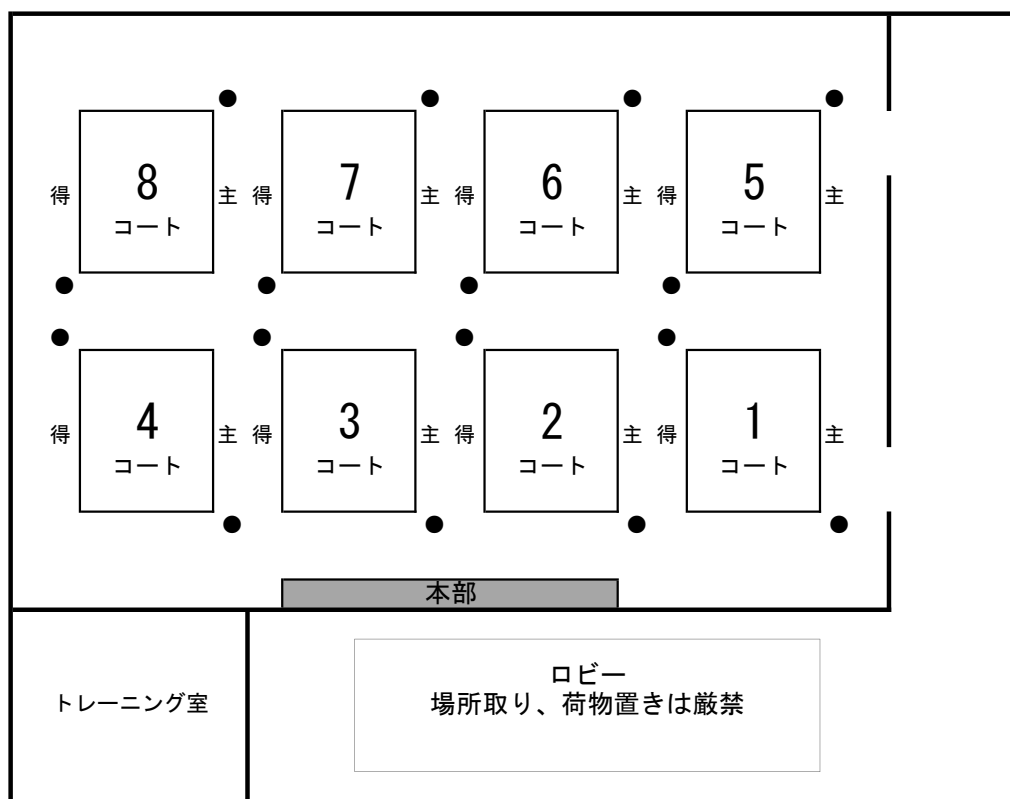 得 8 主 得 7 主 得 6 主 得 5 主
コート コート コート コート
得 4 主 得 3 主 得 2 主 得 1 主
コート コート コート コート
本部
ロビー
トレーニング室 場所取り、荷物置きは厳禁